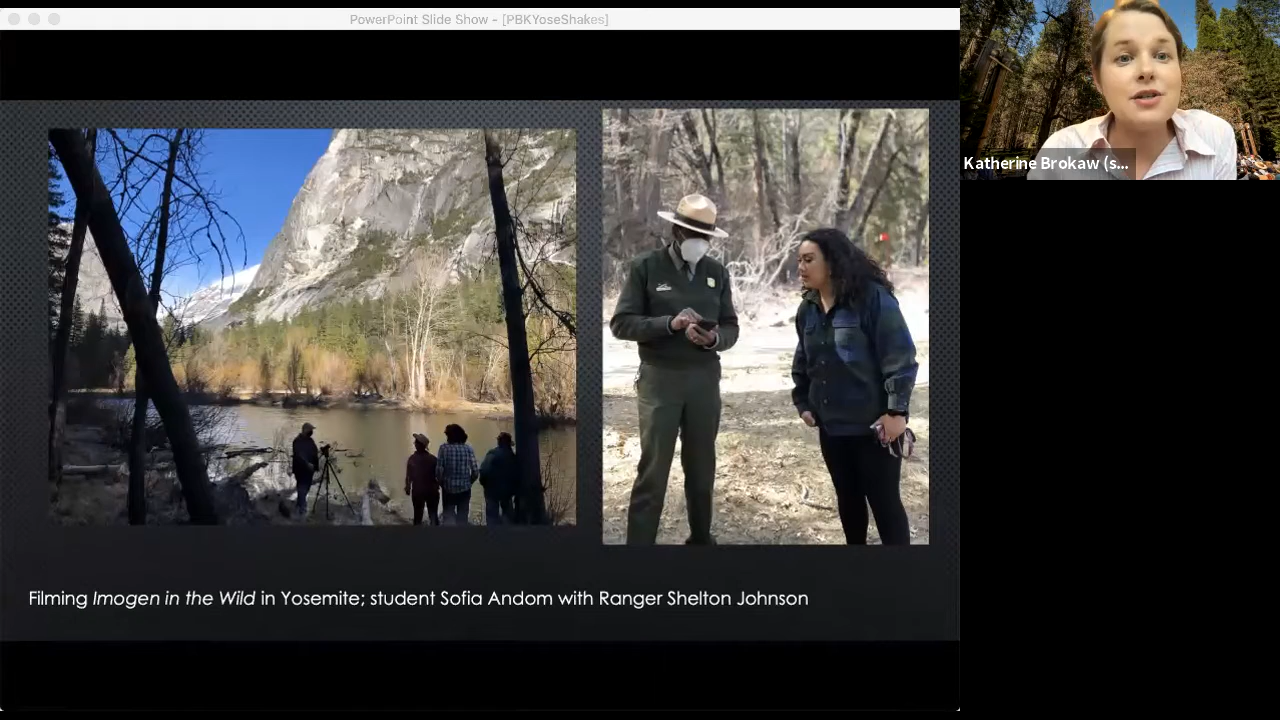 PowerPoint Slide Show - [PBKYoseShakes]
Katherine Brokaw (s...
Filming Imogen in the Wild in Yosemite; student Sofia Andom with Ranger Shelton Johnson